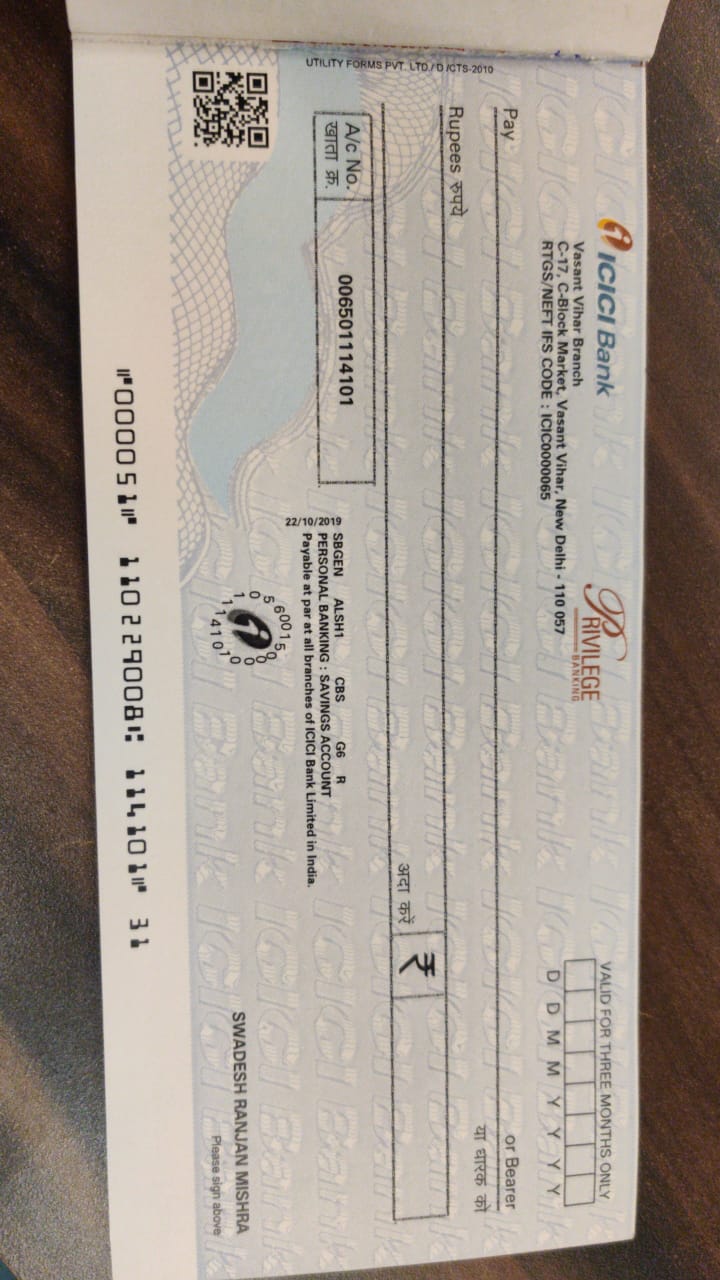 ICICI Bank
PRIVILEGE
BANKING
Vasant Vihar Branch
C-17, C-Block Market, Vasant Vihar, New Delhi - 110 057
RTGS/NEFT IFS CODE : ICIC0000065
VALID FOR THREE MONTHS ONLY
D D M M Y Y Y Y
Pay
or Bearer
या धारक को
Rupees रुपये
अदा करें
₹
A/c No.
खाता क्र.
006501114101
SBGEN ALSH1 CBS G6 R
22/10/2019
PERSONAL BANKING : SAVINGS ACCOUNT
Payable at par at all branches of ICICI Bank Limited in India.
UTILITY FORMS PVT. LTD./ D /CTS-2010
SWADESH RANJAN MISHRA
Please sign above
⑈000051⑈ 110229008⑆ 114101⑈ 31